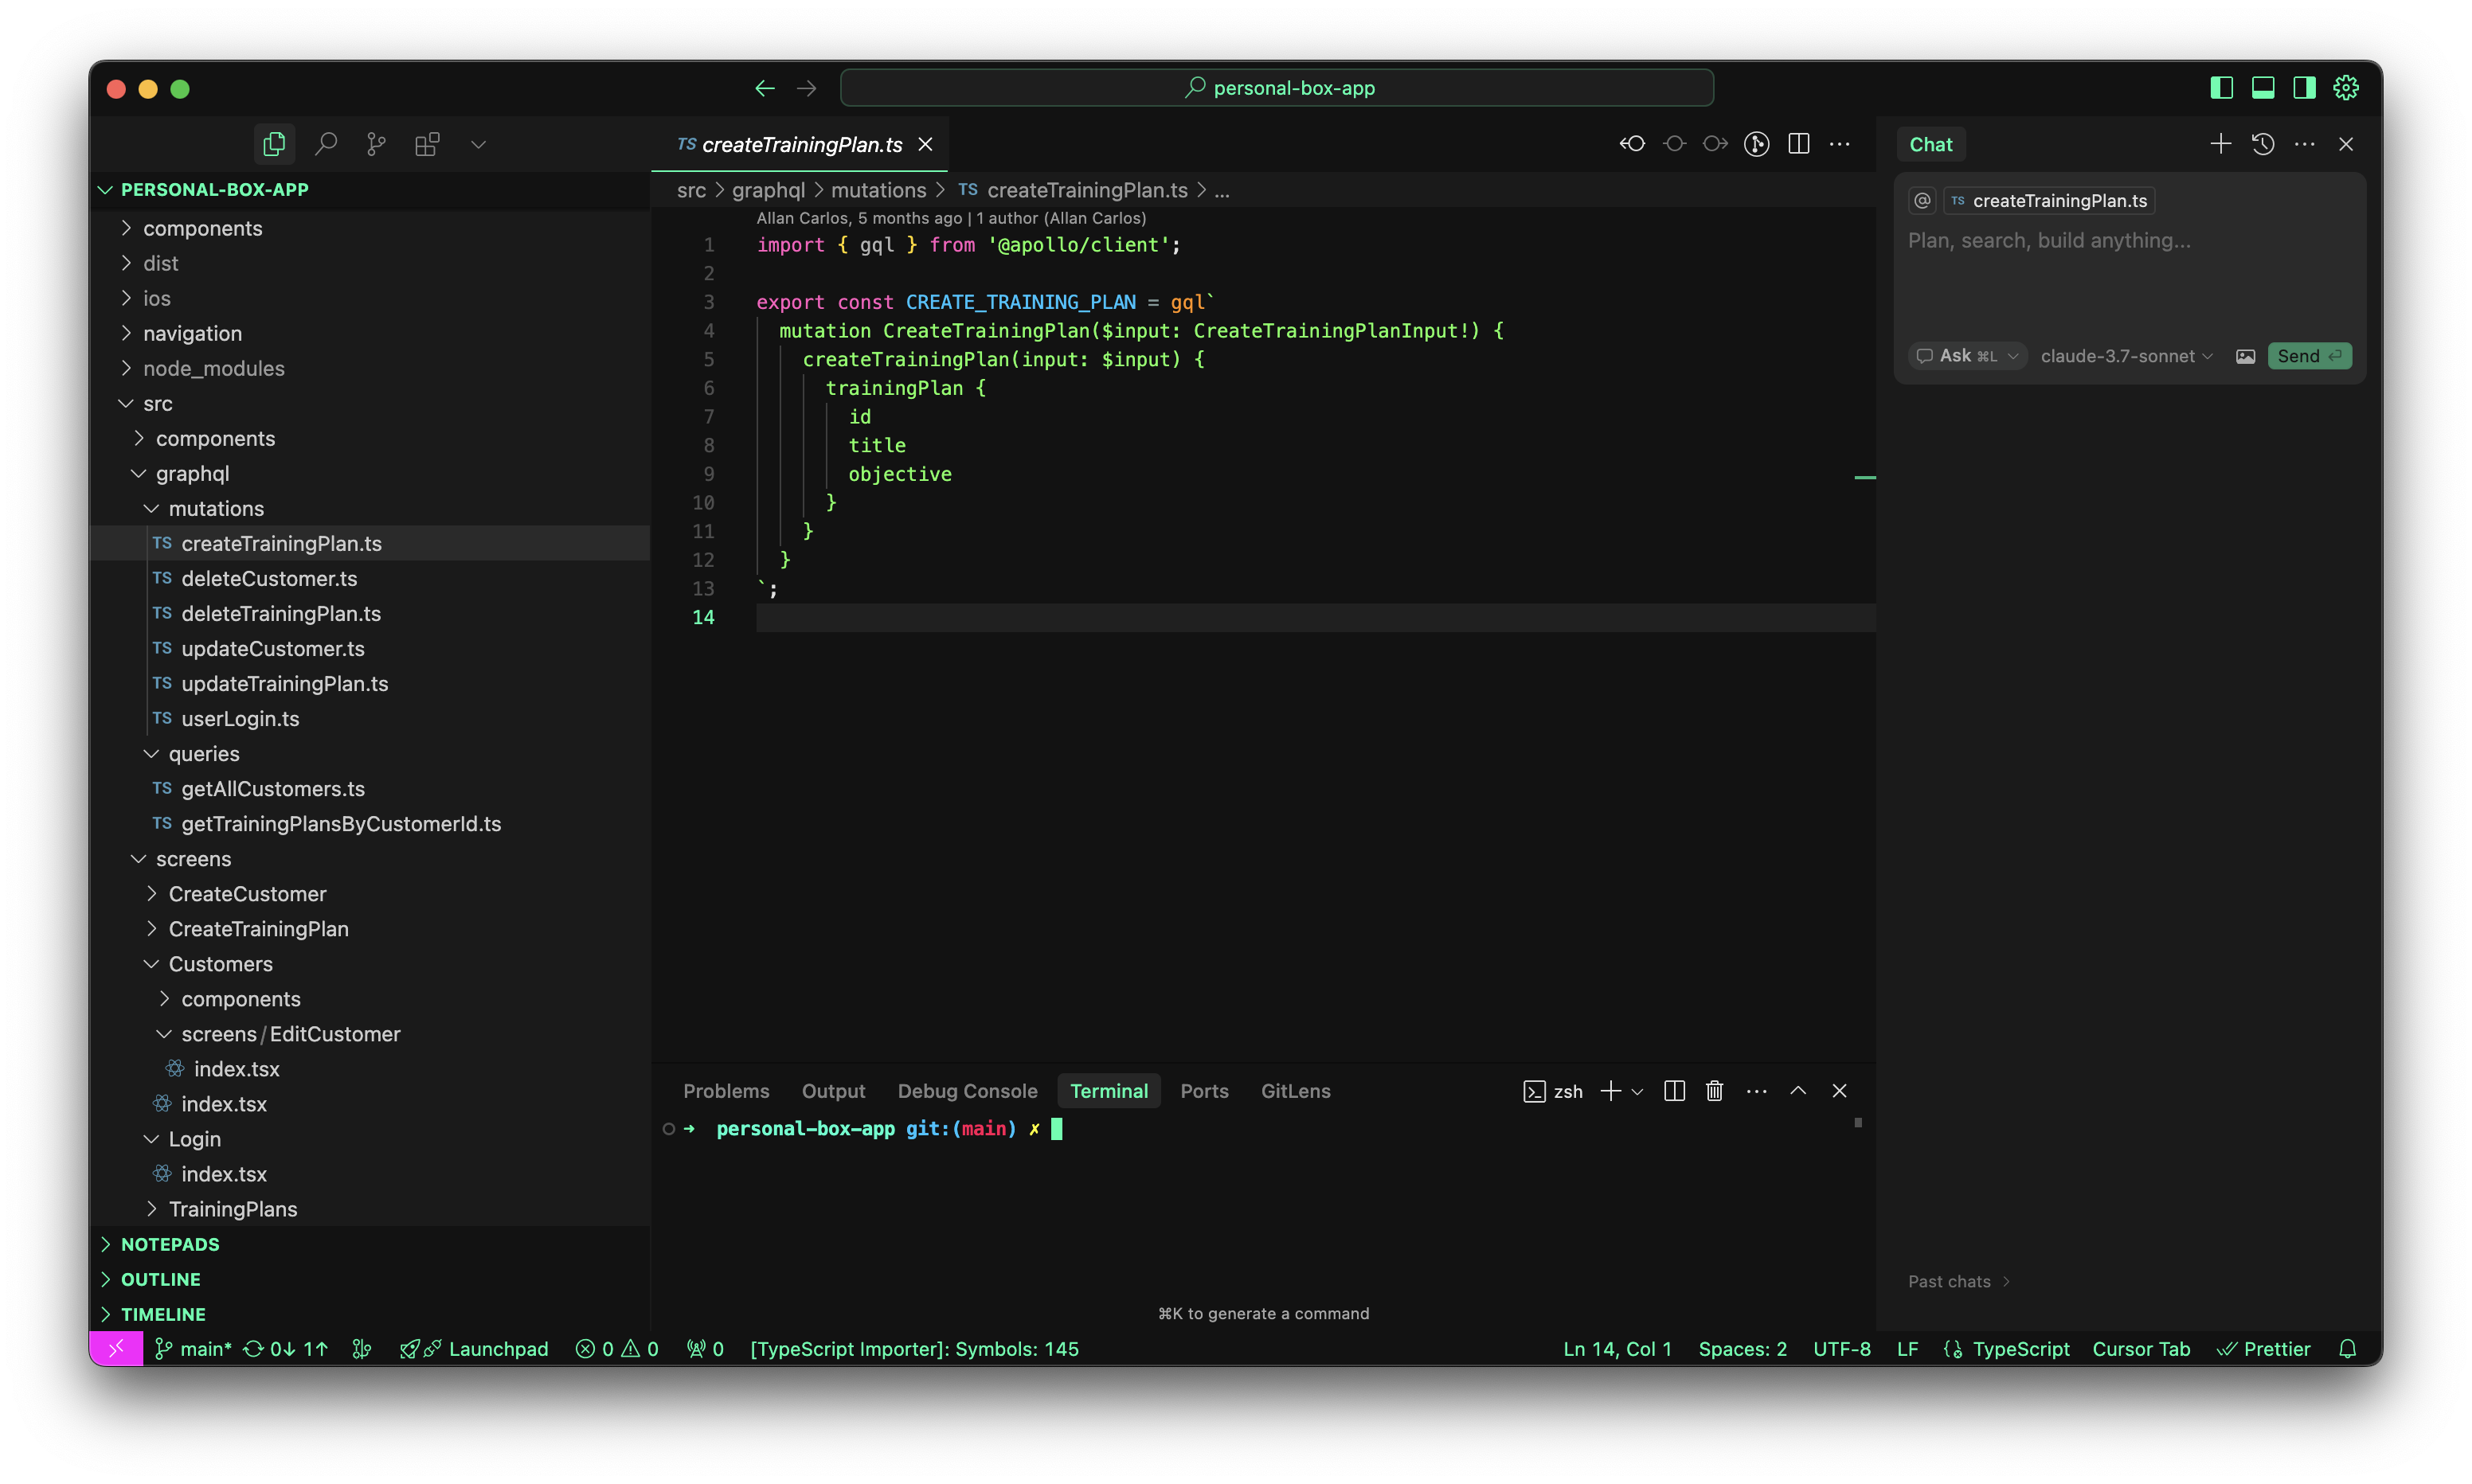 personal-box-app
PERSONAL-BOX-APP
components
dist
ios
navigation
node_modules
src
components
graphql
mutations
TS createTrainingPlan.ts
TS deleteCustomer.ts
TS deleteTrainingPlan.ts
TS updateCustomer.ts
TS updateTrainingPlan.ts
TS userLogin.ts
queries
TS getAllCustomers.ts
TS getTrainingPlansByCustomerId.ts
screens
CreateCustomer
CreateTrainingPlan
Customers
components
screens/EditCustomer
index.tsx
index.tsx
Login
index.tsx
TrainingPlans
NOTEPADS
OUTLINE
TIMELINE
TS createTrainingPlan.ts
src > graphql > mutations > TS createTrainingPlan.ts > ...
Allan Carlos, 5 months ago | 1 author (Allan Carlos)
1 import { gql } from '@apollo/client';
2
3 export const CREATE_TRAINING_PLAN = gql`
4 mutation CreateTrainingPlan($input: CreateTrainingPlanInput!) {
5 createTrainingPlan(input: $input) {
6 trainingPlan {
7 id
8 title
9 objective
10 }
11 }
12 }
13 `;
14
Problems Output Debug Console Terminal Ports GitLens zsh
➜ personal-box-app git:(main) ✗
⌘K to generate a command
Chat
@ TS createTrainingPlan.ts
Plan, search, build anything...
Ask ⌘L claude-3.7-sonnet Send ⏎
Past chats >
main* 0↓ 1↑ Launchpad 0 0 0 [TypeScript Importer]: Symbols: 145 Ln 14, Col 1 Spaces: 2 UTF-8 LF TypeScript Cursor Tab Prettier